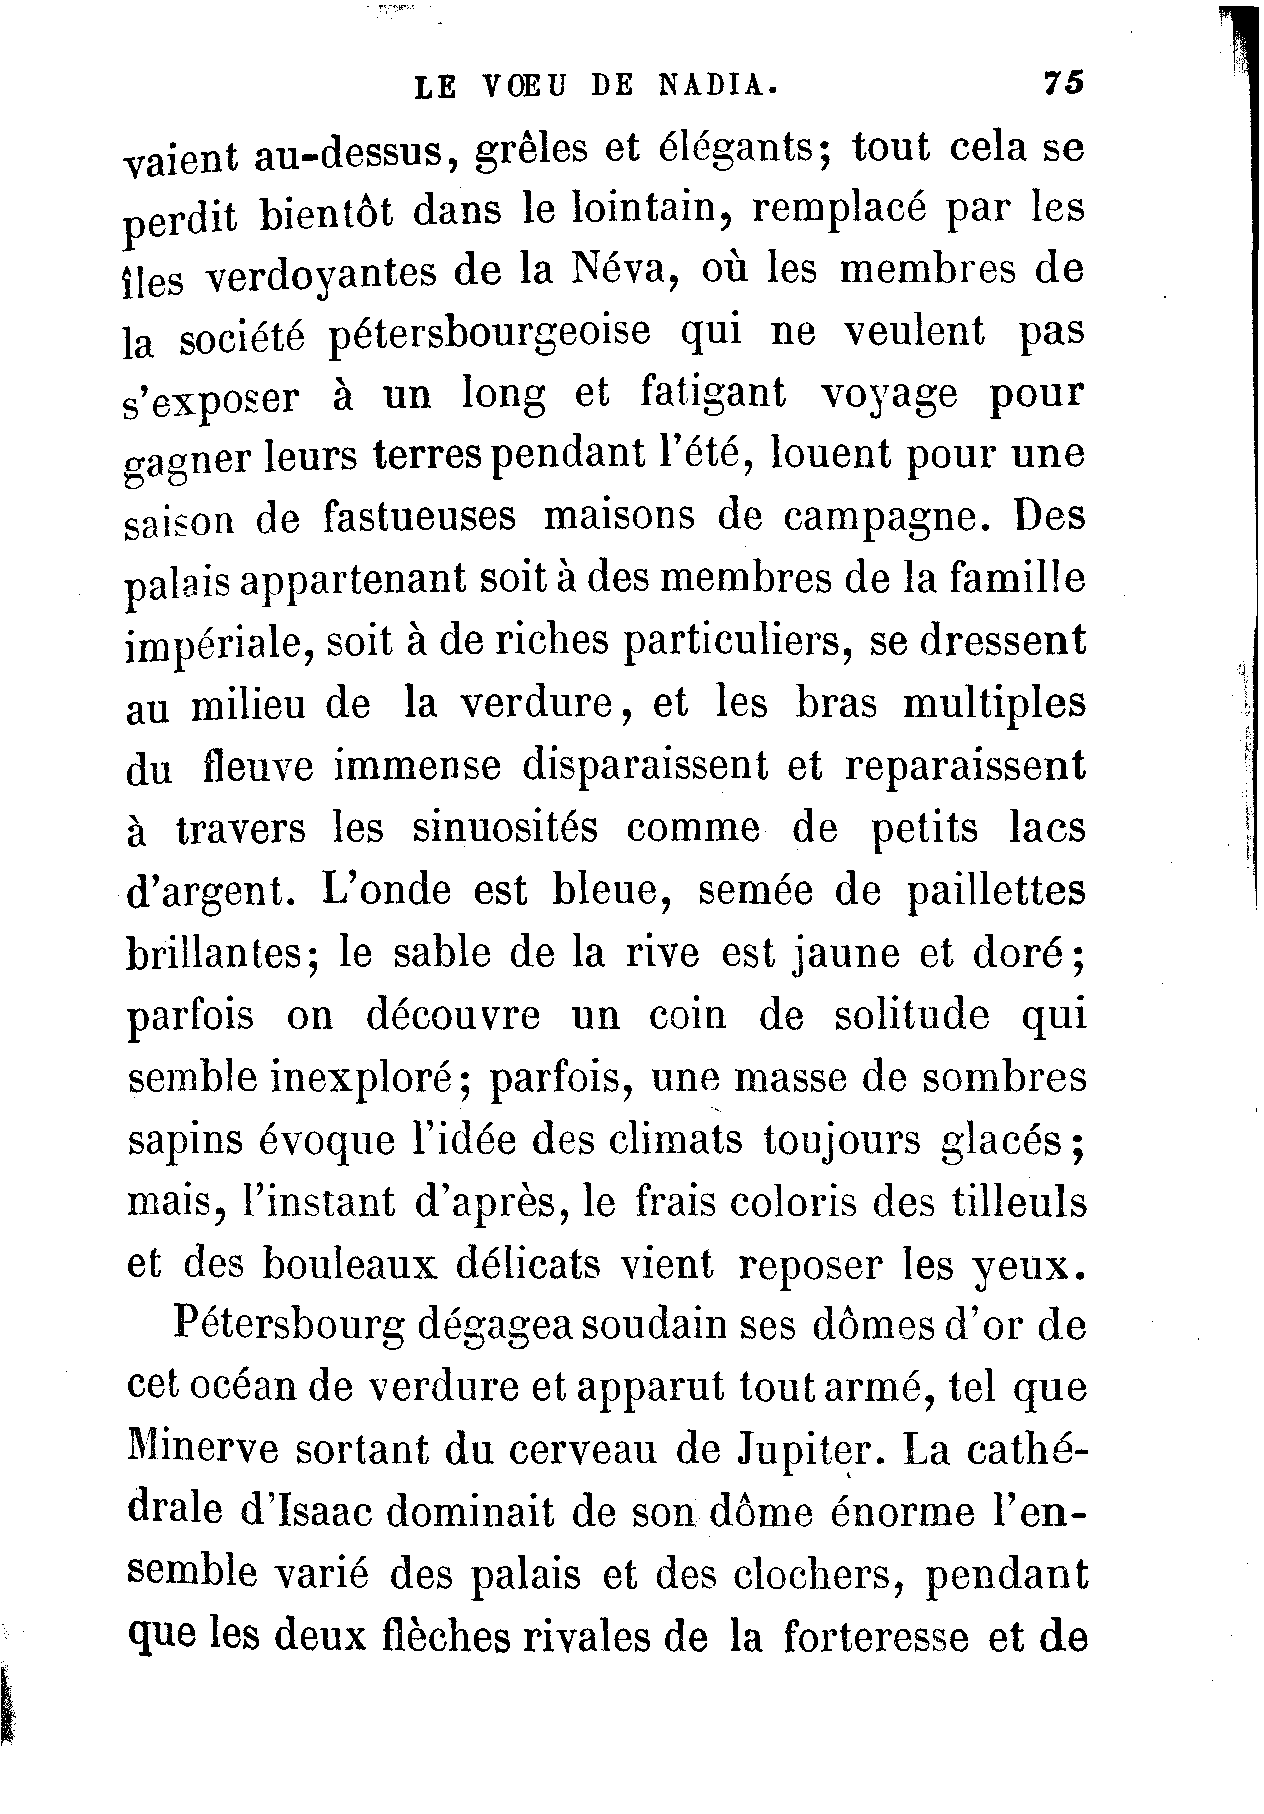 LE VŒU DE NADIA. 75
vaient au-dessus, grêles et élégants; tout cela se
perdit bientôt dans le lointain, remplacé par les
îles verdoyantes de la Néva, où les membres de
la société pétersbourgeoise qui ne veulent pas
s'exposer à un long et fatigant voyage pour
gagner leurs terres pendant l'été, louent pour une
saison de fastueuses maisons de campagne. Des
palais appartenant soit à des membres de la famille
impériale, soit à de riches particuliers, se dressent
au milieu de la verdure, et les bras multiples
du fleuve immense disparaissent et reparaissent
à travers les sinuosités comme de petits lacs
d'argent. L'onde est bleue, semée de paillettes
brillantes; le sable de la rive est jaune et doré;
parfois on découvre un coin de solitude qui
semble inexploré; parfois, une masse de sombres
sapins évoque l'idée des climats toujours glacés;
mais, l'instant d'après, le frais coloris des tilleuls
et des bouleaux délicats vient reposer les yeux.
Pétersbourg dégagea soudain ses dômes d'or de
cet océan de verdure et apparut tout armé, tel que
Minerve sortant du cerveau de Jupiter. La cathé-
drale d'Isaac dominait de son dôme énorme l'en-
semble varié des palais et des clochers, pendant
que les deux flèches rivales de la forteresse et de